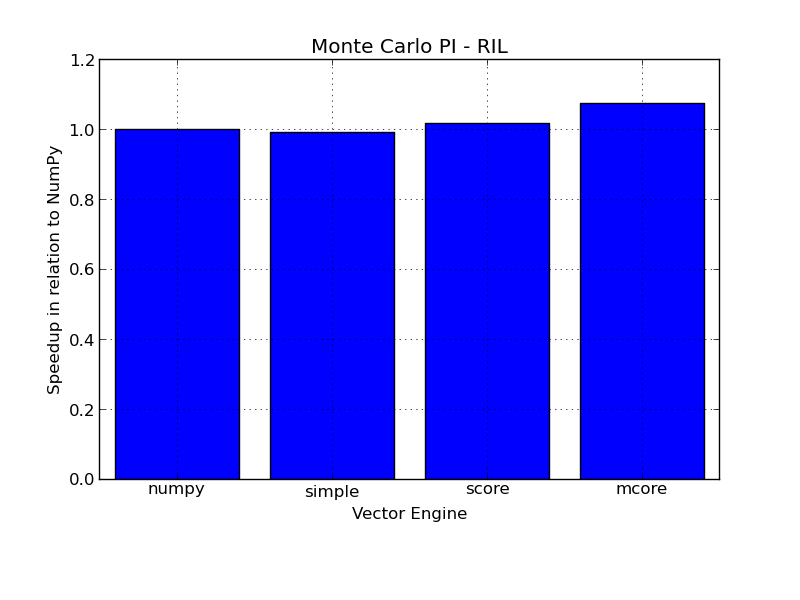 Monte Carlo PI - RIL
1.2
1.0
0.8
0.6
0.4
0.2
0.0
Speedup in relation to NumPy
numpy simple score mcore
Vector Engine